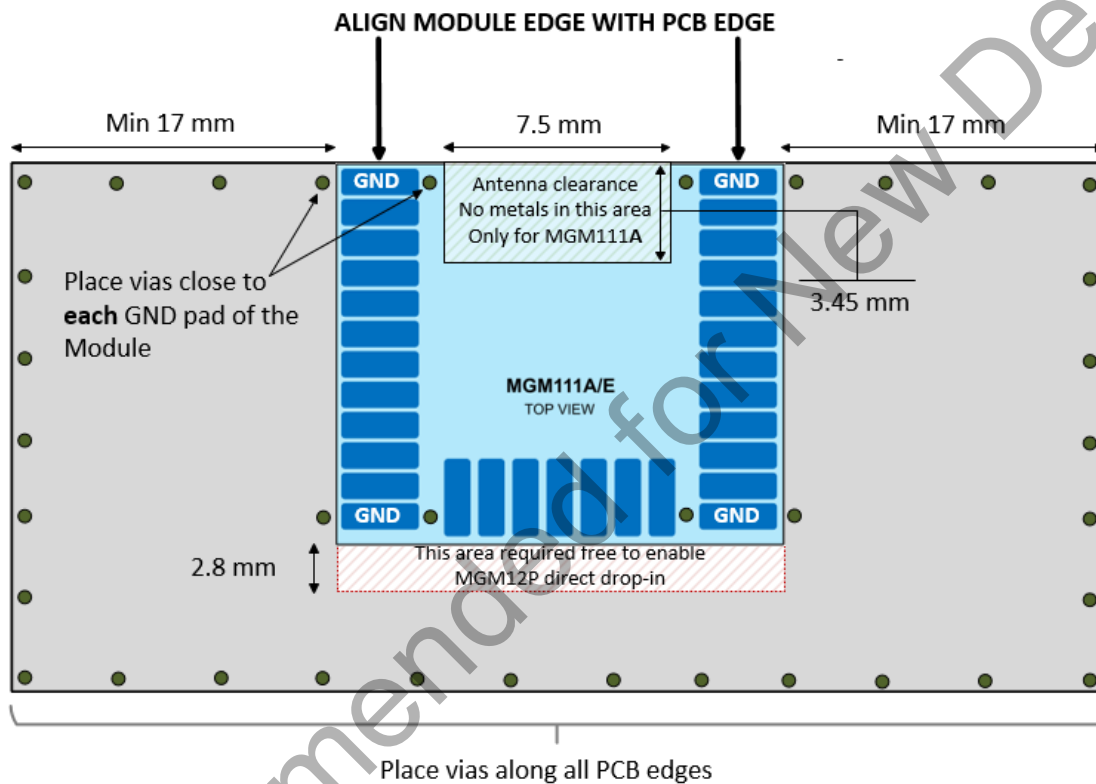 ALIGN MODULE EDGE WITH PCB EDGE
Min 17 mm
7.5 mm
Min 17 mm
GND
GND
Antenna clearance
No metals in this area
Only for MGM111A
3.45 mm
Place vias close to
each GND pad of the
Module
MGM111A/E
TOP VIEW
GND
GND
2.8 mm
This area required free to enable
MGM12P direct drop-in
Place vias along all PCB edges
mmended for New De